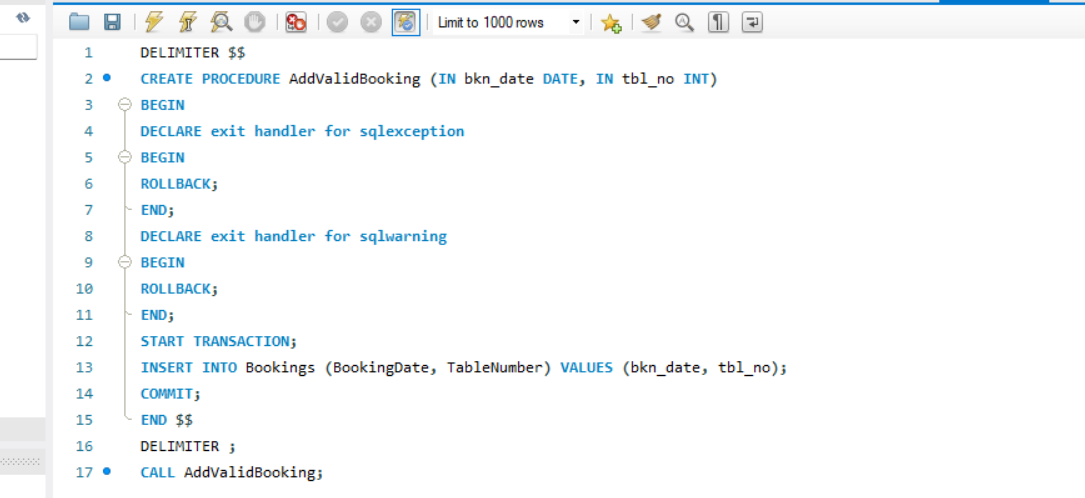 Limit to 1000 rows
1 DELIMITER $$
2 CREATE PROCEDURE AddValidBooking (IN bkn_date DATE, IN tbl_no INT)
3 BEGIN
4 DECLARE exit handler for sqlexception
5 BEGIN
6 ROLLBACK;
7 END;
8 DECLARE exit handler for sqlwarning
9 BEGIN
10 ROLLBACK;
11 END;
12 START TRANSACTION;
13 INSERT INTO Bookings (BookingDate, TableNumber) VALUES (bkn_date, tbl_no);
14 COMMIT;
15 END $$
16 DELIMITER ;
17 CALL AddValidBooking;